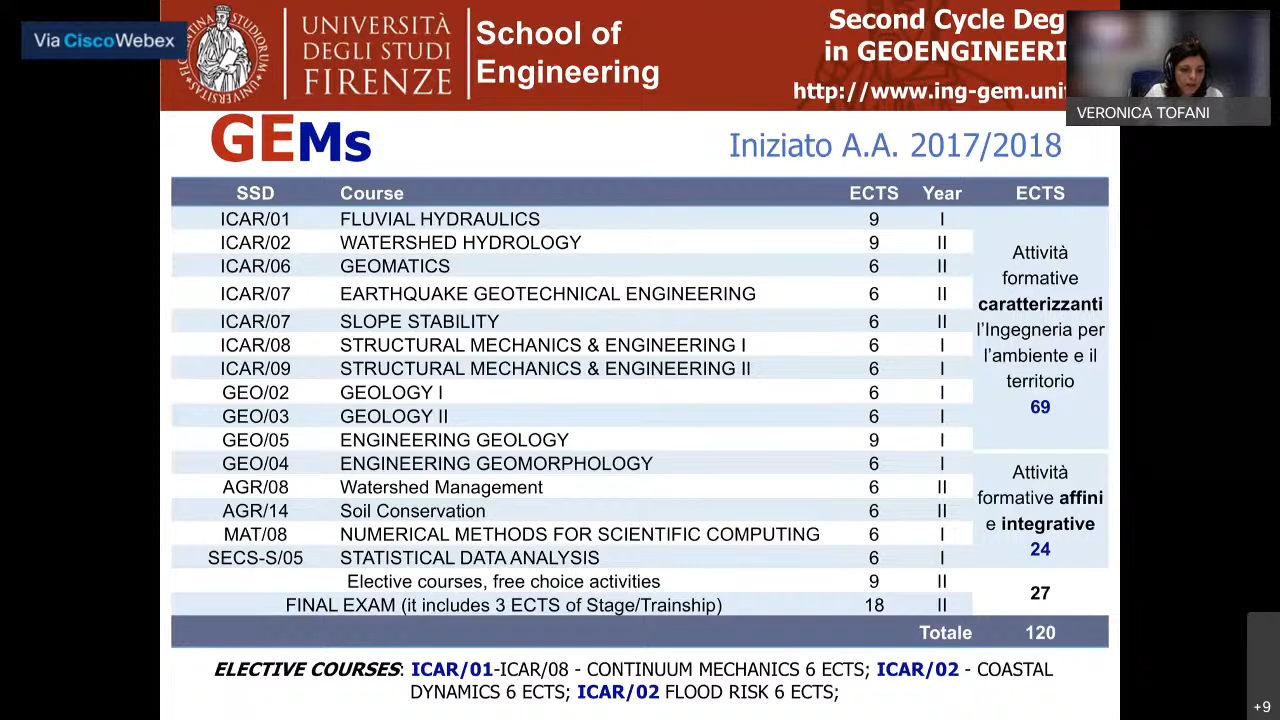 Via Cisco Webex
UNIVERSITÀ
DEGLI STUDI
FIRENZE
School of
Engineering
Second Cycle Deg
in GEOENGINEERI
http://www.ing-gem.uni
VERONICA TOFANI
GEMs
Iniziato A.A. 2017/2018
SSD Course ECTS Year ECTS
ICAR/01 FLUVIAL HYDRAULICS 9 I
ICAR/02 WATERSHED HYDROLOGY 9 II
ICAR/06 GEOMATICS 6 II
ICAR/07 EARTHQUAKE GEOTECHNICAL ENGINEERING 6 II
ICAR/07 SLOPE STABILITY 6 II
ICAR/08 STRUCTURAL MECHANICS & ENGINEERING I 6 I
ICAR/09 STRUCTURAL MECHANICS & ENGINEERING II 6 I
GEO/02 GEOLOGY I 6 I
GEO/03 GEOLOGY II 6 I
GEO/05 ENGINEERING GEOLOGY 9 I
Attività
formative
caratterizzanti
l'Ingegneria per
l'ambiente e il
territorio
69
GEO/04 ENGINEERING GEOMORPHOLOGY 6 I
AGR/08 Watershed Management 6 II
AGR/14 Soil Conservation 6 II
MAT/08 NUMERICAL METHODS FOR SCIENTIFIC COMPUTING 6 I
SECS-S/05 STATISTICAL DATA ANALYSIS 6 I
Attività
formative affini
e integrative
24
Elective courses, free choice activities 9 II
FINAL EXAM (it includes 3 ECTS of Stage/Trainship) 18 II
27
Totale 120
ELECTIVE COURSES: ICAR/01-ICAR/08 - CONTINUUM MECHANICS 6 ECTS; ICAR/02 - COASTAL
DYNAMICS 6 ECTS; ICAR/02 FLOOD RISK 6 ECTS;
+9